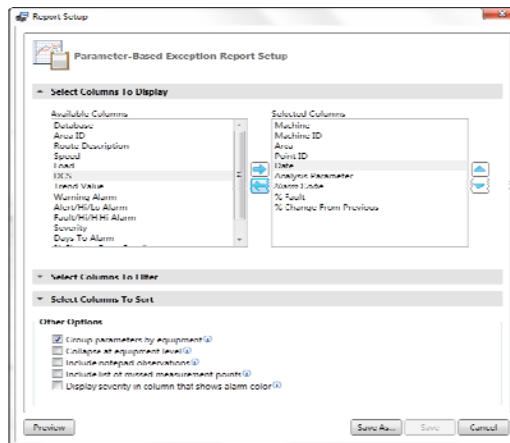 Report Setup
Parameter-Based Exception Report Setup
Select Columns To Display
Available Columns
Database
Area ID
Route Description
Speed
Load
DCS
Trend Value
Warning Alarm
Alert/Hi/Lo Alarm
Fault/HiHi Alarm
Severity
Days To Alarm
Selected Columns
Machine
Machine ID
Area
Point ID
Date
Analysis Parameter
Alarm Code
% Fault
% Change From Previous
Select Columns To Filter
Select Columns To Sort
Other Options
Group parameters by equipment
Collapse at equipment level
Include notepad observations
Include list of missed measurement points
Display severity in column that shows alarm color
Preview
Save As...
Save
Cancel